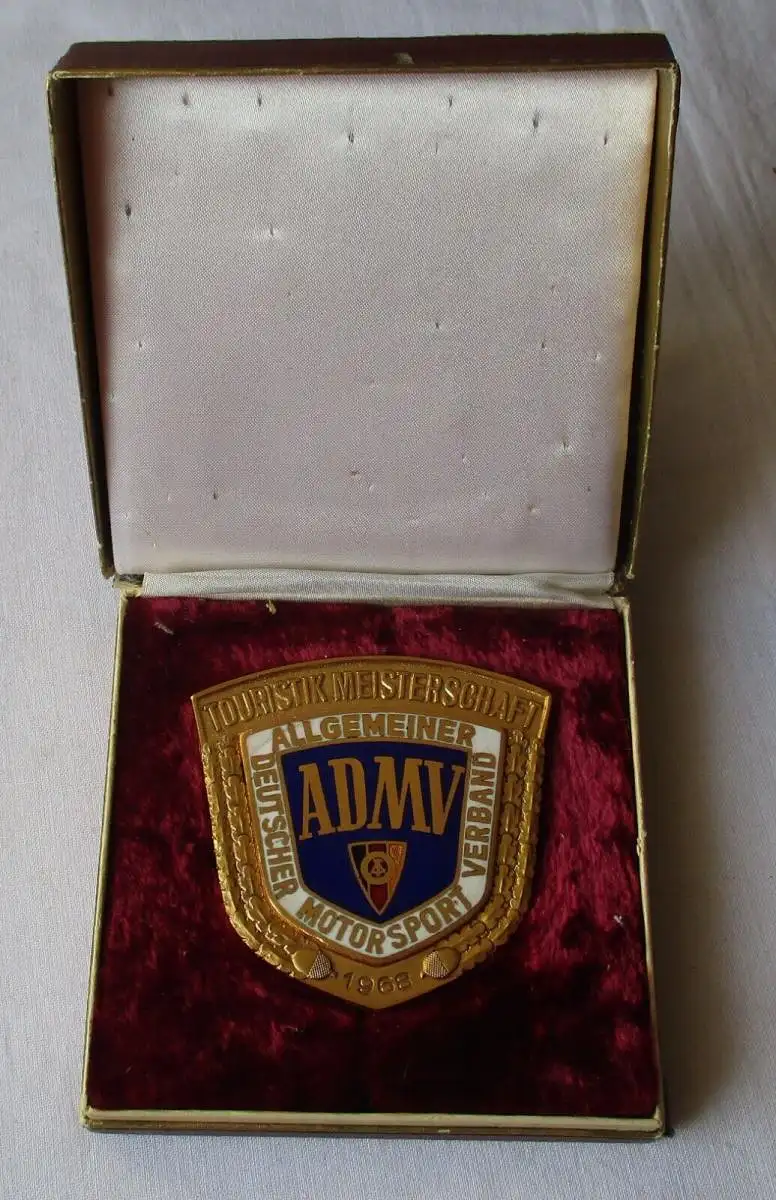 TOURISTIK MEISTERSCHAFT
ALLGEMEINER
DEUTSCHER
MOTORSPORT
VERBAND
ADMV
1968